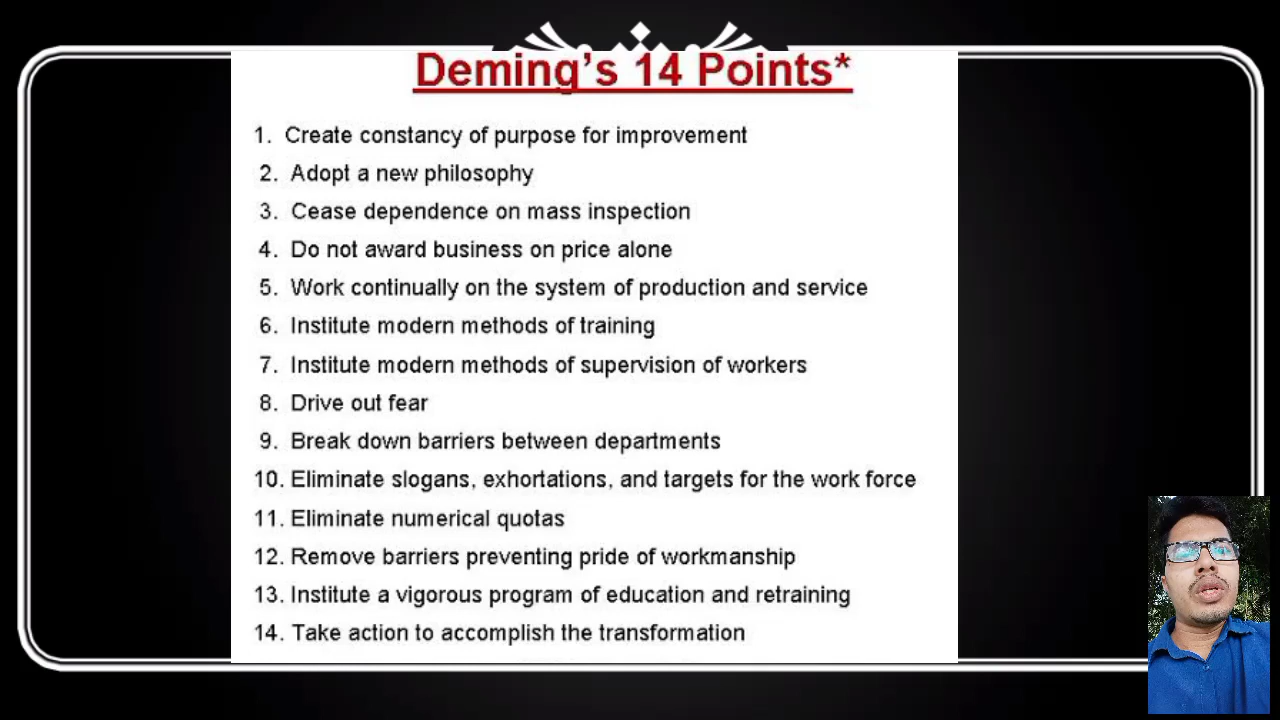 Deming's 14 Points*
1. Create constancy of purpose for improvement
2. Adopt a new philosophy
3. Cease dependence on mass inspection
4. Do not award business on price alone
5. Work continually on the system of production and service
6. Institute modern methods of training
7. Institute modern methods of supervision of workers
8. Drive out fear
9. Break down barriers between departments
10. Eliminate slogans, exhortations, and targets for the work force
11. Eliminate numerical quotas
12. Remove barriers preventing pride of workmanship
13. Institute a vigorous program of education and retraining
14. Take action to accomplish the transformation